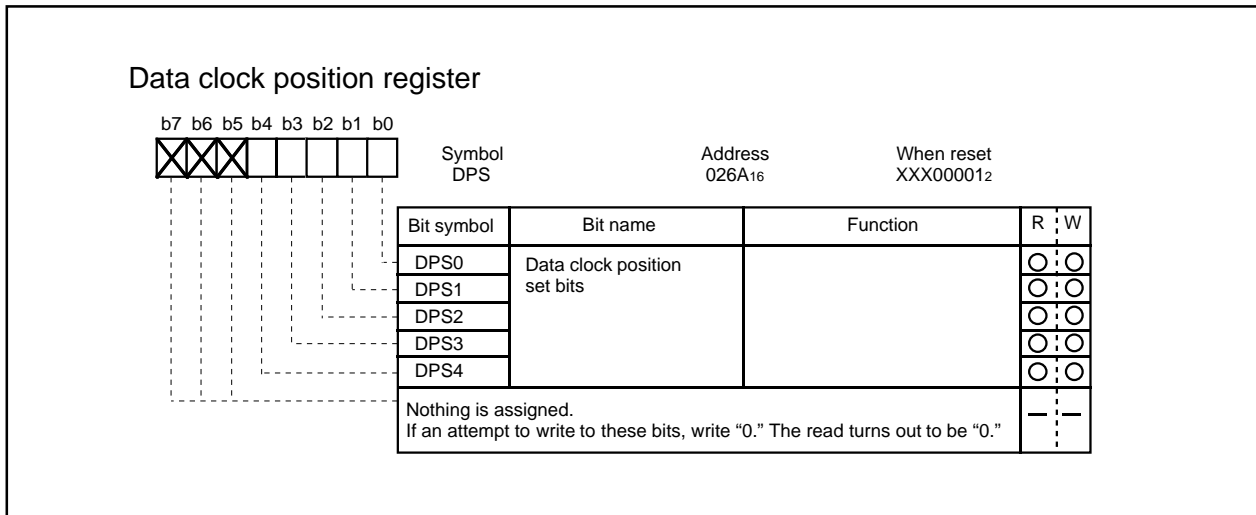 Data clock position register
b7 b6 b5 b4 b3 b2 b1 b0
Symbol Address When reset
DPS 026A16 XXX000012
Bit symbol Bit name Function R W
DPS0 Data clock position
DPS1 set bits
DPS2
DPS3
DPS4
Nothing is assigned.
If an attempt to write to these bits, write “0.” The read turns out to be “0.”